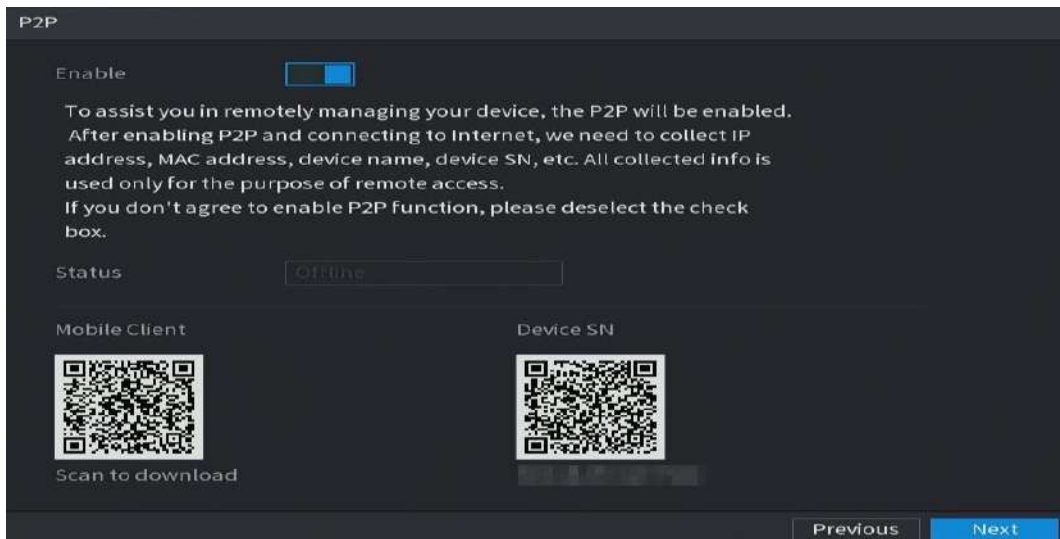 P2P
Enable
To assist you in remotely managing your device, the P2P will be enabled.
After enabling P2P and connecting to Internet, we need to collect IP
address, MAC address, device name, device SN, etc. All collected info is
used only for the purpose of remote access.
If you don't agree to enable P2P function, please deselect the check
box.
Status Offline
Mobile Client Device SN
Scan to download
Previous Next